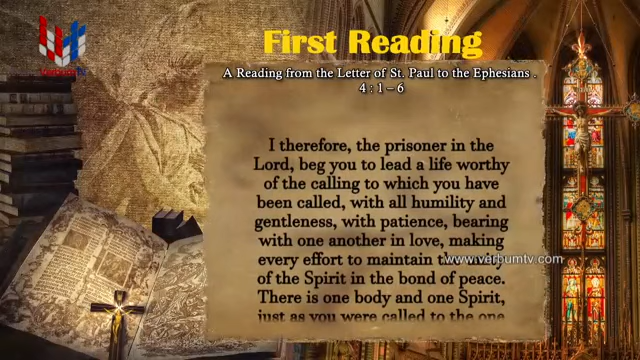 First Reading
A Reading from the Letter of St. Paul to the Ephesians .
4 : 1 – 6
I therefore, the prisoner in the
Lord, beg you to lead a life worthy
of the calling to which you have
been called, with all humility and
gentleness, with patience, bearing
with one another in love, making
every effort to maintain
www.verbumtv.com
of the Spirit in the bond of peace.
There is one body and one Spirit,
just as you were called to the one